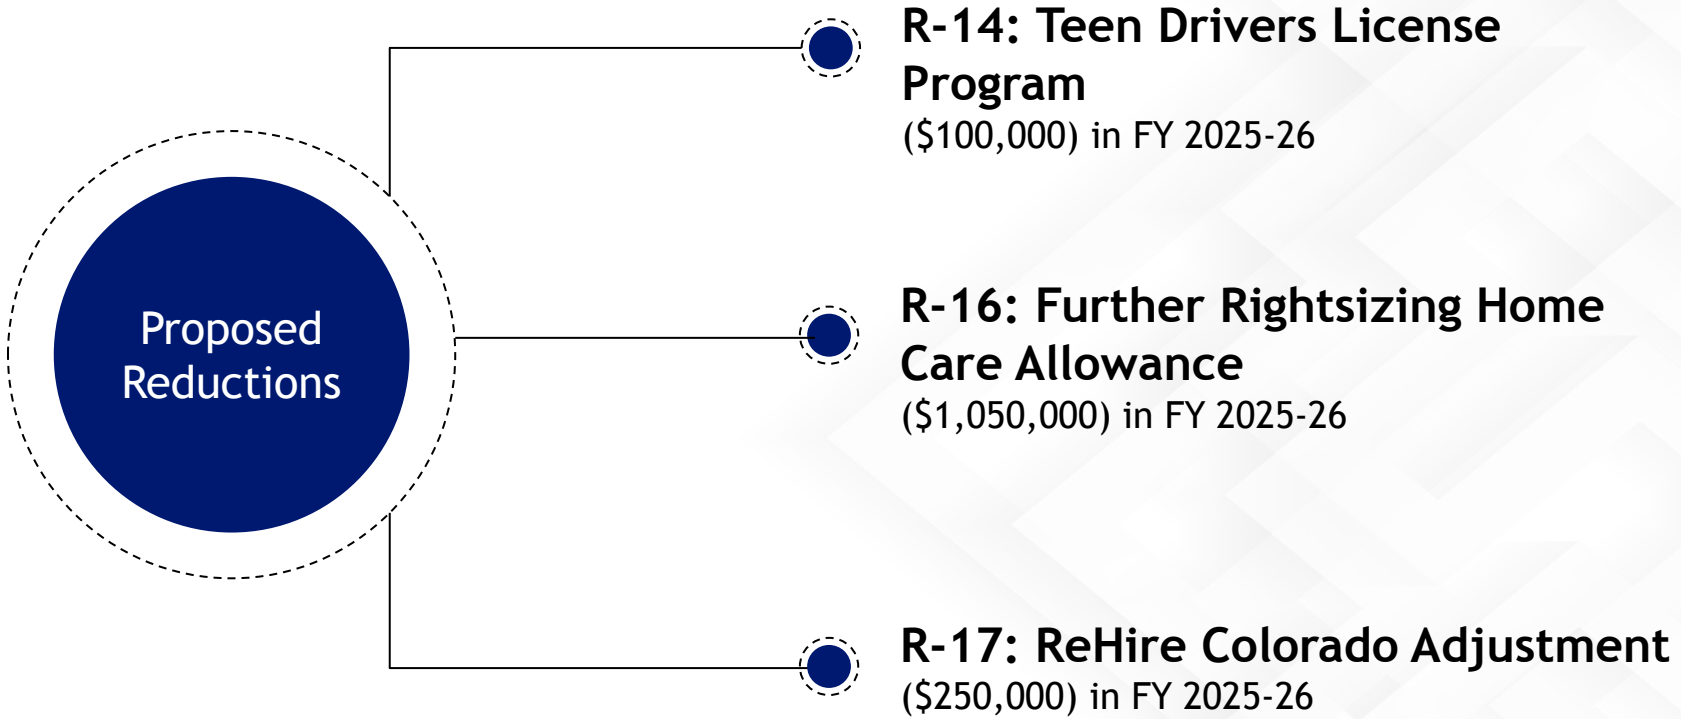 Proposed
Reductions
R-14: Teen Drivers License
Program
($100,000) in FY 2025-26
R-16: Further Rightsizing Home
Care Allowance
($1,050,000) in FY 2025-26
R-17: ReHire Colorado Adjustment
($250,000) in FY 2025-26